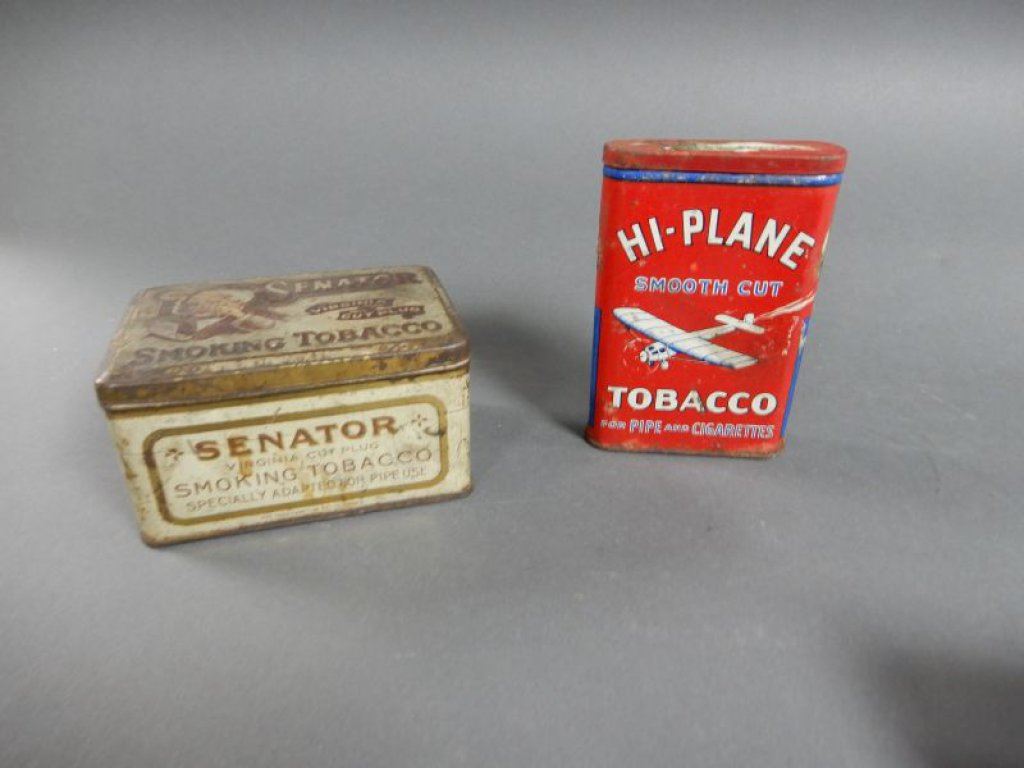 SENATOR
VIRGINIA
CUT PLUG
SMOKING TOBACCO
SENATOR
VIRGINIA CUT PLUG
SMOKING TOBACCO
SPECIALLY ADAPTED FOR PIPE USE
HI-PLANE
SMOOTH CUT
TOBACCO
FOR PIPE AND CIGARETTES